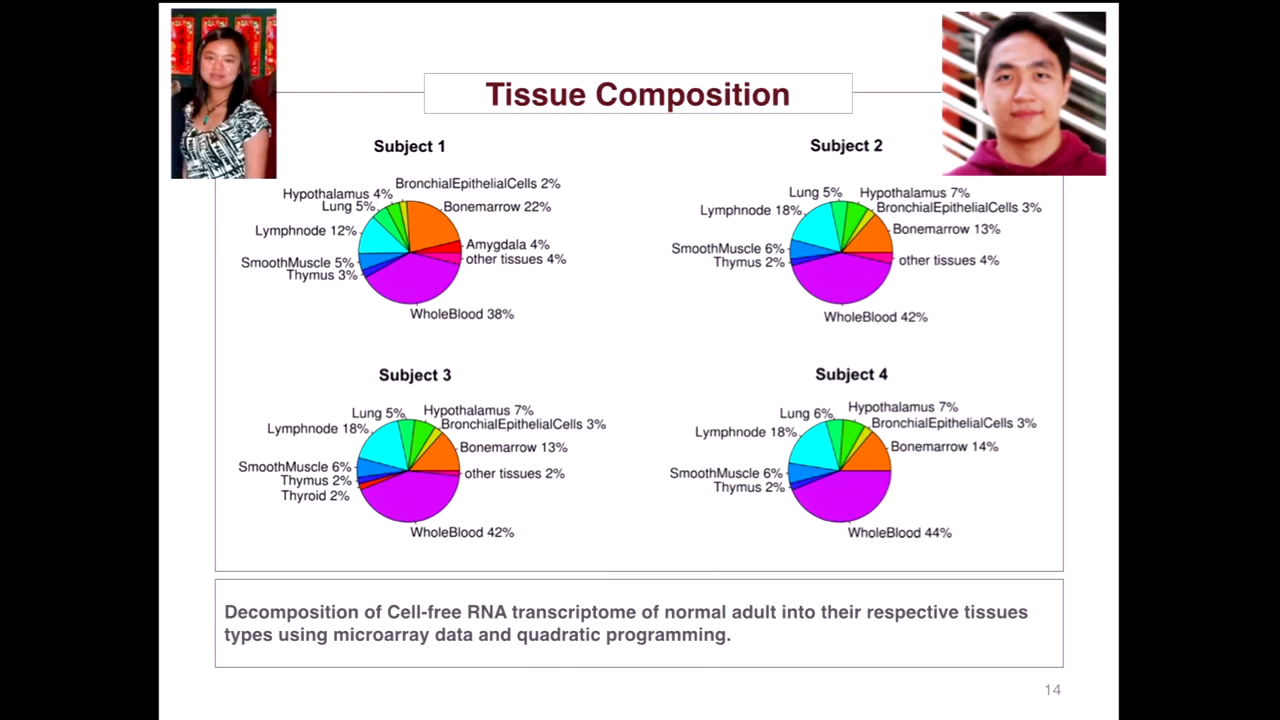 Tissue Composition
Subject 1
BronchialEpithelialCells 2%
Hypothalamus 4%
Lung 5%
Bonemarrow 22%
Lymphnode 12%
Amygdala 4%
other tissues 4%
SmoothMuscle 5%
Thymus 3%
WholeBlood 38%
Subject 2
Lung 5%
Hypothalamus 7%
BronchialEpithelialCells 3%
Lymphnode 18%
Bonemarrow 13%
SmoothMuscle 6%
other tissues 4%
Thymus 2%
WholeBlood 42%
Subject 3
Lung 5%
Hypothalamus 7%
BronchialEpithelialCells 3%
Lymphnode 18%
Bonemarrow 13%
SmoothMuscle 6%
other tissues 2%
Thymus 2%
Thyroid 2%
WholeBlood 42%
Subject 4
Lung 6%
Hypothalamus 7%
BronchialEpithelialCells 3%
Lymphnode 18%
Bonemarrow 14%
SmoothMuscle 6%
Thymus 2%
WholeBlood 44%
Decomposition of Cell-free RNA transcriptome of normal adult into their respective tissues
types using microarray data and quadratic programming.
14